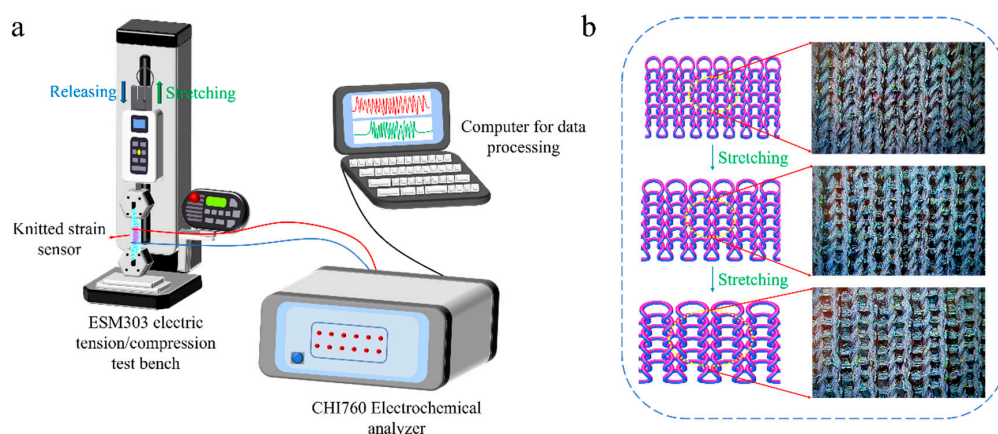 a
Releasing
Stretching
Computer for data
processing
Knitted strain
sensor
ESM303 electric
tension/compression
test bench
CHI760 Electrochemical
analyzer
b
Stretching
Stretching